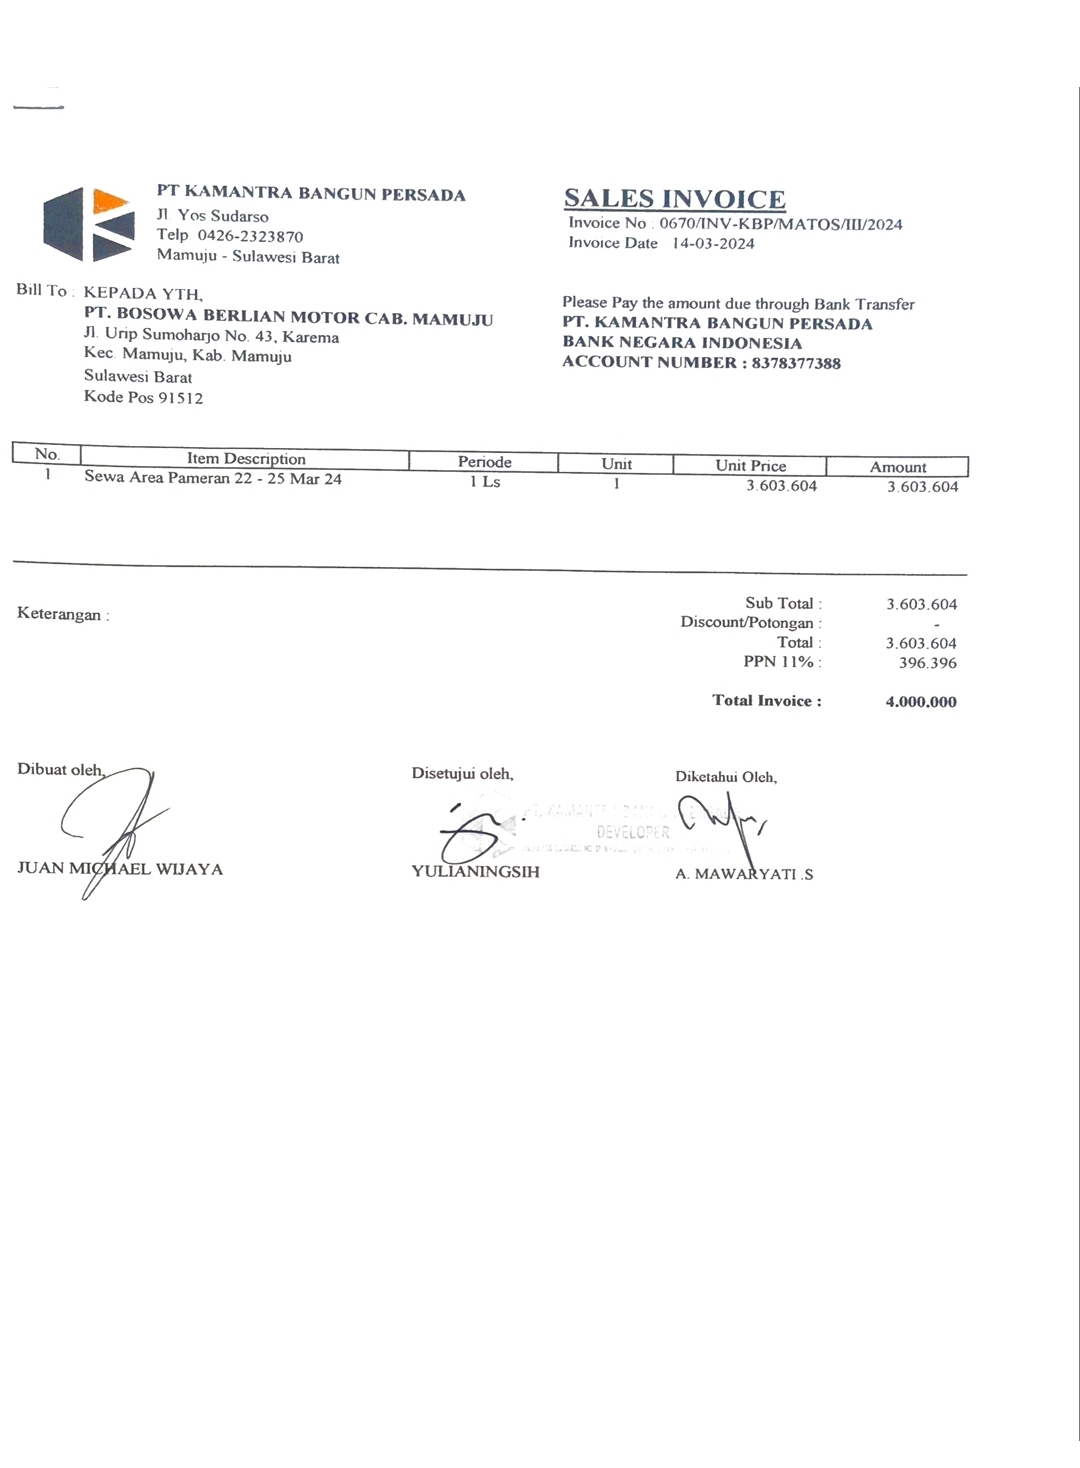 PT KAMANTRA BANGUN PERSADA
Jl. Yos Sudarso
Telp. 0426-2323870
Mamuju - Sulawesi Barat
SALES INVOICE
Invoice No : 0670/INV-KBP/MATOS/III/2024
Invoice Date 14-03-2024
Bill To : KEPADA YTH,
PT. BOSOWA BERLIAN MOTOR CAB. MAMUJU
Jl. Urip Sumoharjo No. 43, Karema
Kec. Mamuju, Kab. Mamuju
Sulawesi Barat
Kode Pos 91512
Please Pay the amount due through Bank Transfer
PT. KAMANTRA BANGUN PERSADA
BANK NEGARA INDONESIA
ACCOUNT NUMBER : 8378377388
No. Item Description Periode Unit Unit Price Amount
1 Sewa Area Pameran 22 - 25 Mar 24 1 Ls 1 3.603.604 3.603.604
Keterangan :
Sub Total : 3.603.604
Discount/Potongan : -
Total : 3.603.604
PPN 11% : 396.396
Total Invoice : 4.000.000
Dibuat oleh, Disetujui oleh, Diketahui Oleh,
DEVELOPER
JUAN MICHAEL WIJAYA YULIANINGSIH A. MAWARYATI .S